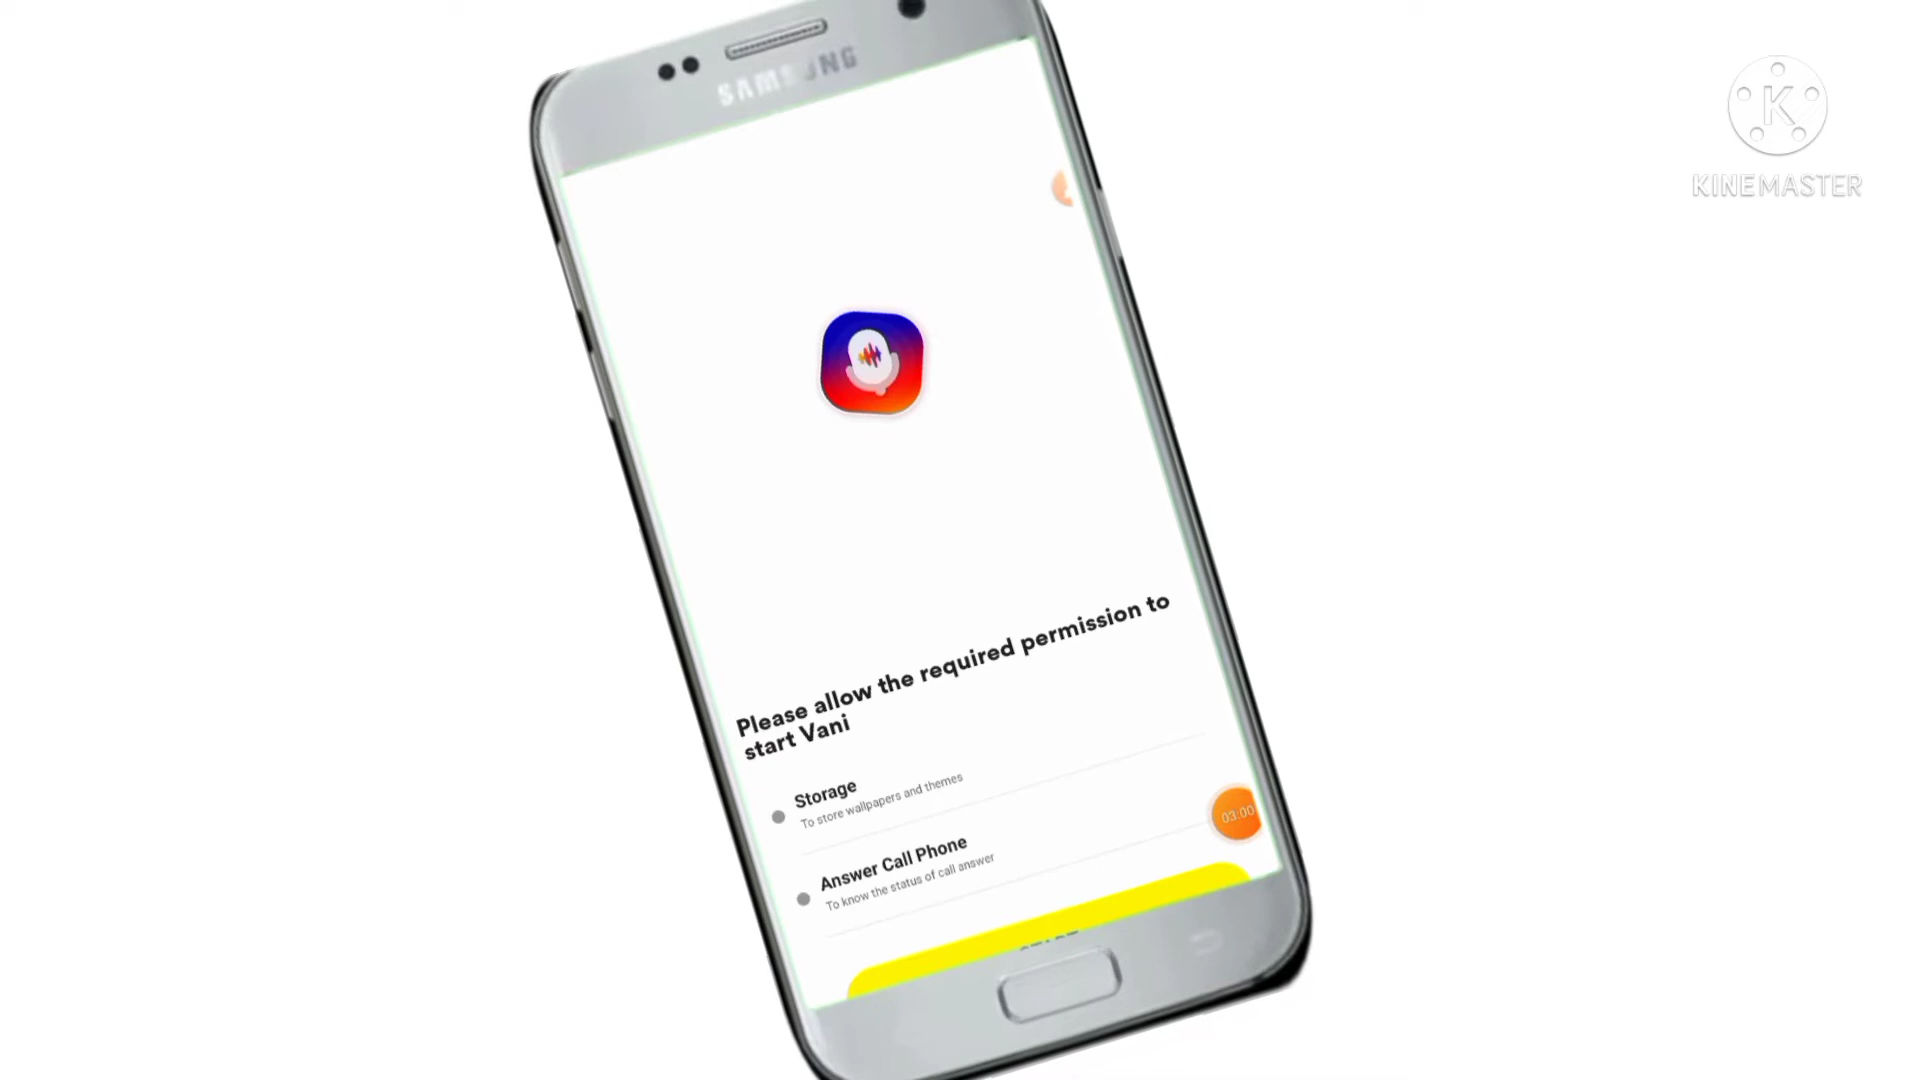 SAMSUNG
KINEMASTER
Please allow the required permission to
start Vani
Storage
To store wallpapers and themes
03:00
Answer Call Phone
To know the status of call answer